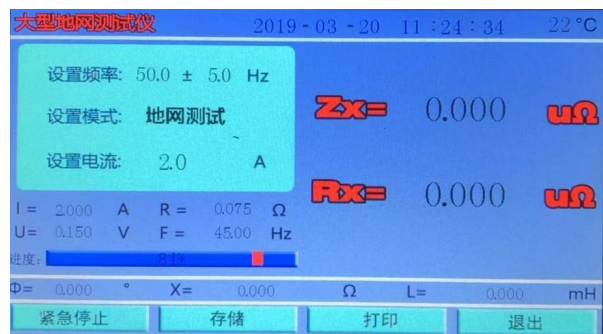 大型地网测试仪 2019-03-20 11:24:34 22℃
设置频率: 50.0 ± 5.0 Hz
设置模式: 地网测试
设置电流: 2.0 A
Zx= 0.000 uΩ
Rx= 0.000 uΩ
I = 2.000 A R = 0.075 Ω
U= 0.150 V F = 45.00 Hz
进度: 84%
Φ= 0.000 ° X= 0.000 Ω L= 0.000 mH
紧急停止 存储 打印 退出